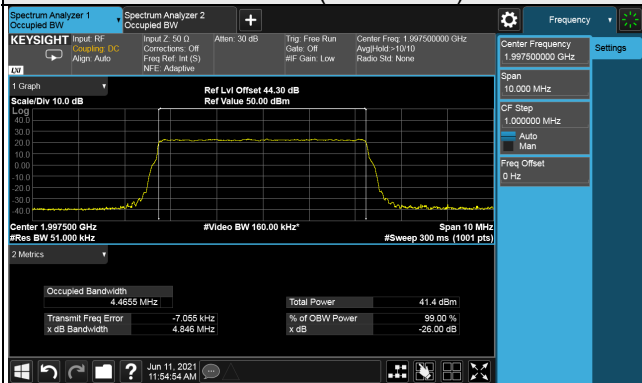 Spectrum Analyzer 1
Occupied BW
Spectrum Analyzer 2
Occupied BW
Frequency
KEYSIGHT
Input: RF
Coupling: DC
Align: Auto
Input Z: 50 Ω
Corrections: Off
Freq Ref: Int (S)
NFE: Adaptive
Atten: 30 dB
Trig: Free Run
Gate: Off
#IF Gain: Low
Center Freq: 1.997500000 GHz
Avg|Hold:>10/10
Radio Std: None
LXI
Center Frequency
1.997500000 GHz
Settings
Span
10.000 MHz
CF Step
1.000000 MHz
Auto
Man
Freq Offset
0 Hz
1 Graph
Scale/Div 10.0 dB
Ref Lvl Offset 44.30 dB
Ref Value 50.00 dBm
Log
40.0
30.0
20.0
10.0
0.00
-10.0
-20.0
-30.0
-40.0
Center 1.997500 GHz
#Res BW 51.000 kHz
#Video BW 160.00 kHz*
Span 10 MHz
#Sweep 300 ms (1001 pts)
2 Metrics
Occupied Bandwidth
4.4655 MHz
Total Power 41.4 dBm
Transmit Freq Error -7.055 kHz
% of OBW Power 99.00 %
x dB Bandwidth 4.846 MHz
x dB -26.00 dB
?
Jun 11, 2021
11:54:54 AM